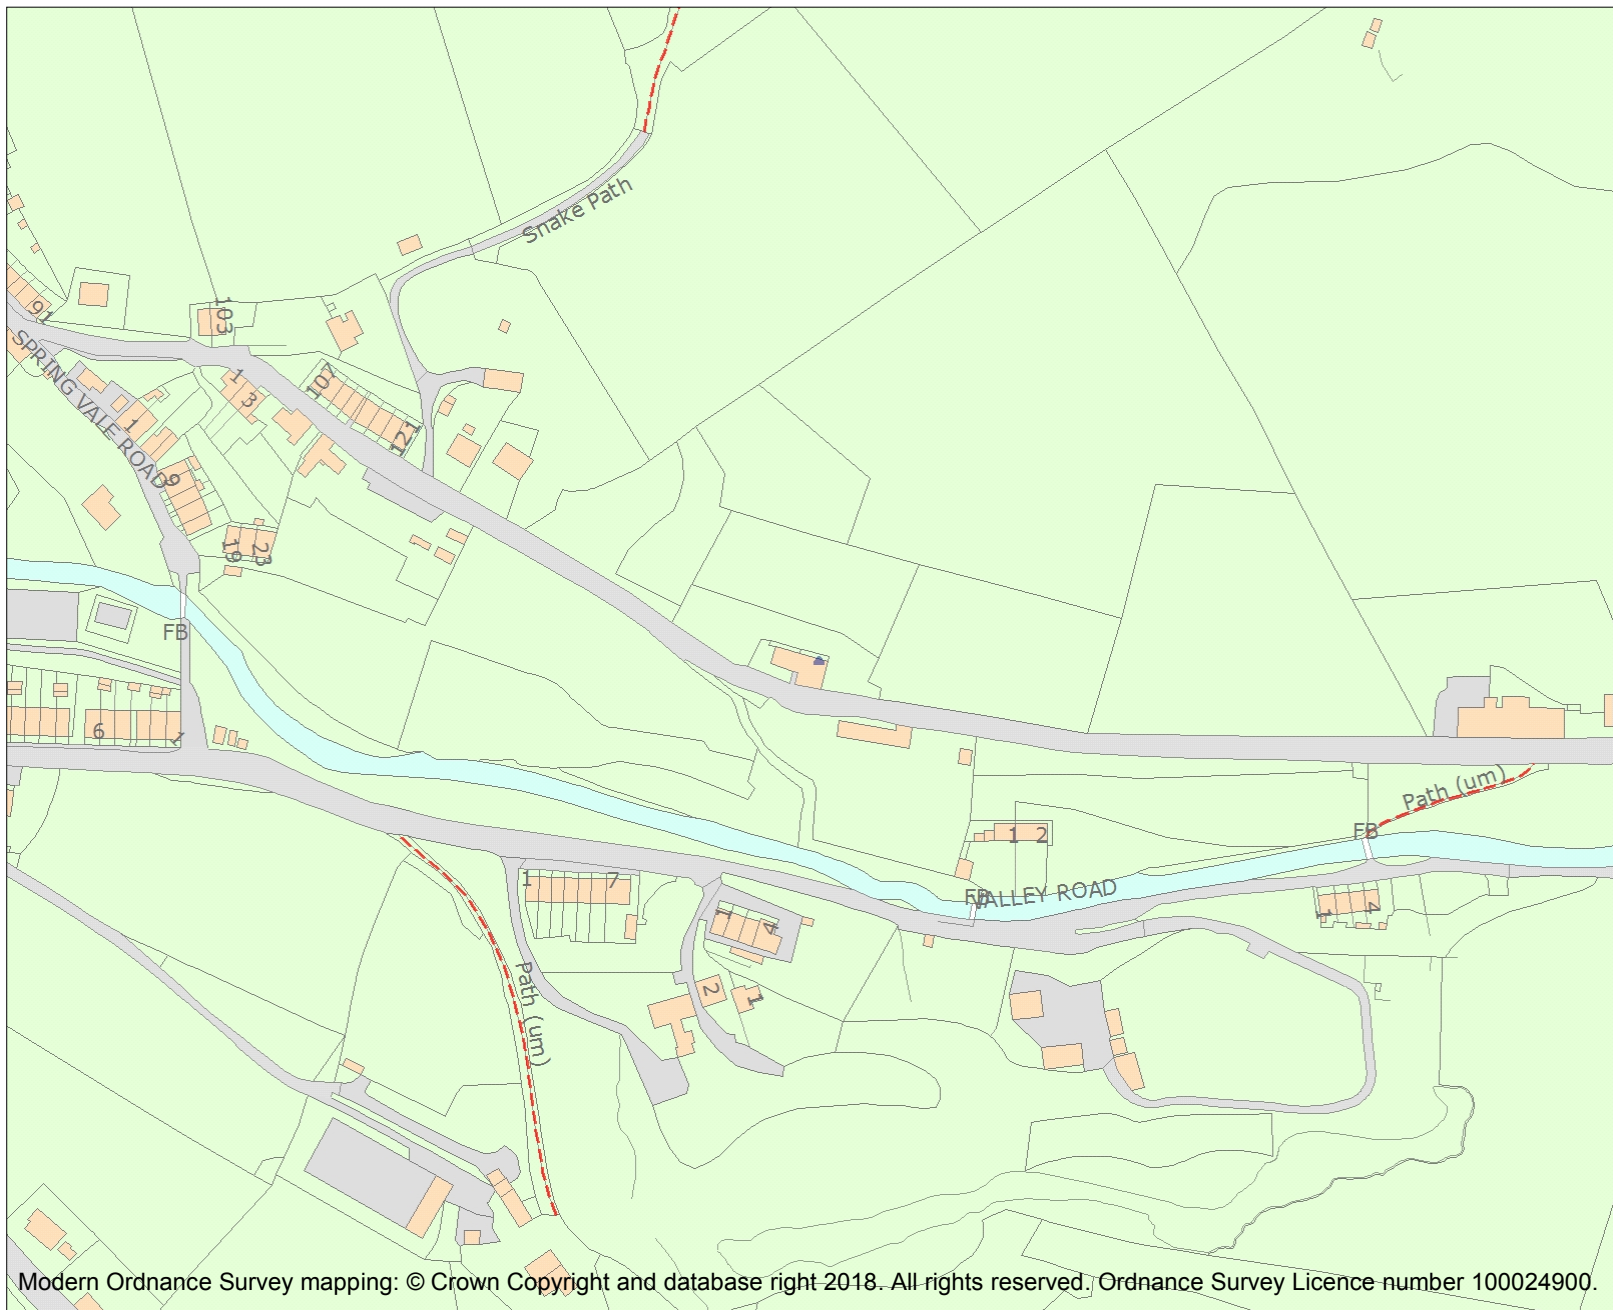 Snake Path
91
103
SPRING VALE ROAD
1
3
107
121
1
9
19
23
FB
6
1
Path (um)
FB
1 2
FB
VALLEY ROAD
1
7
1
4
1
4
Path (um)
2
1
Modern Ordnance Survey mapping: © Crown Copyright and database right 2018. All rights reserved. Ordnance Survey Licence number 100024900.